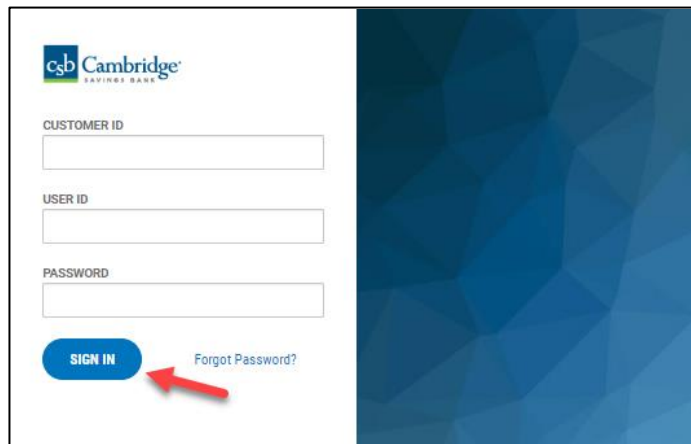 csb Cambridge
SAVINGS BANK
CUSTOMER ID
USER ID
PASSWORD
SIGN IN Forgot Password?